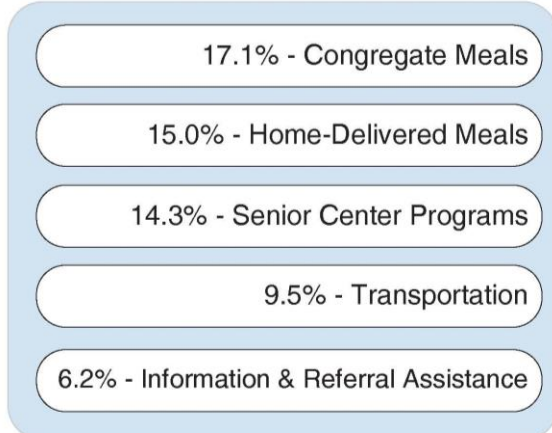 17.1% - Congregate Meals
15.0% - Home-Delivered Meals
14.3% - Senior Center Programs
9.5% - Transportation
6.2% - Information & Referral Assistance